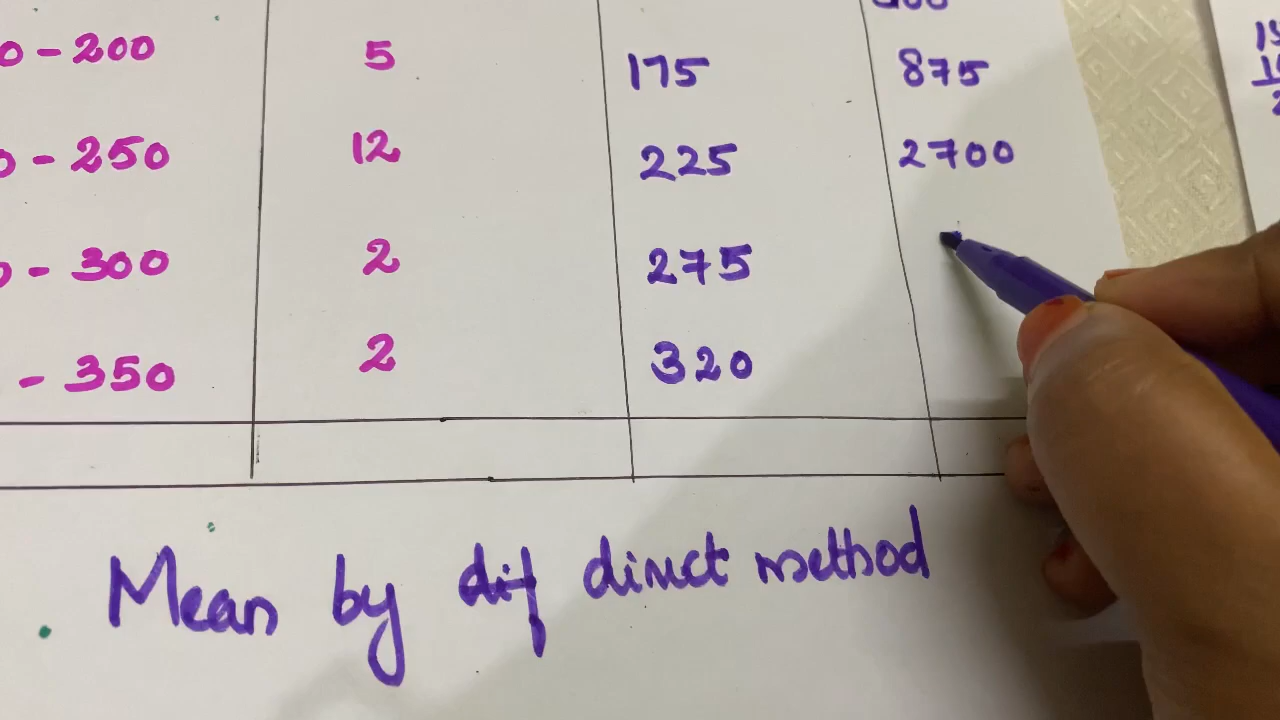 0 - 200 5 175 875
0 - 250 12 225 2700
0 - 300 2 275
- 350 2 320
Mean by dif direct method